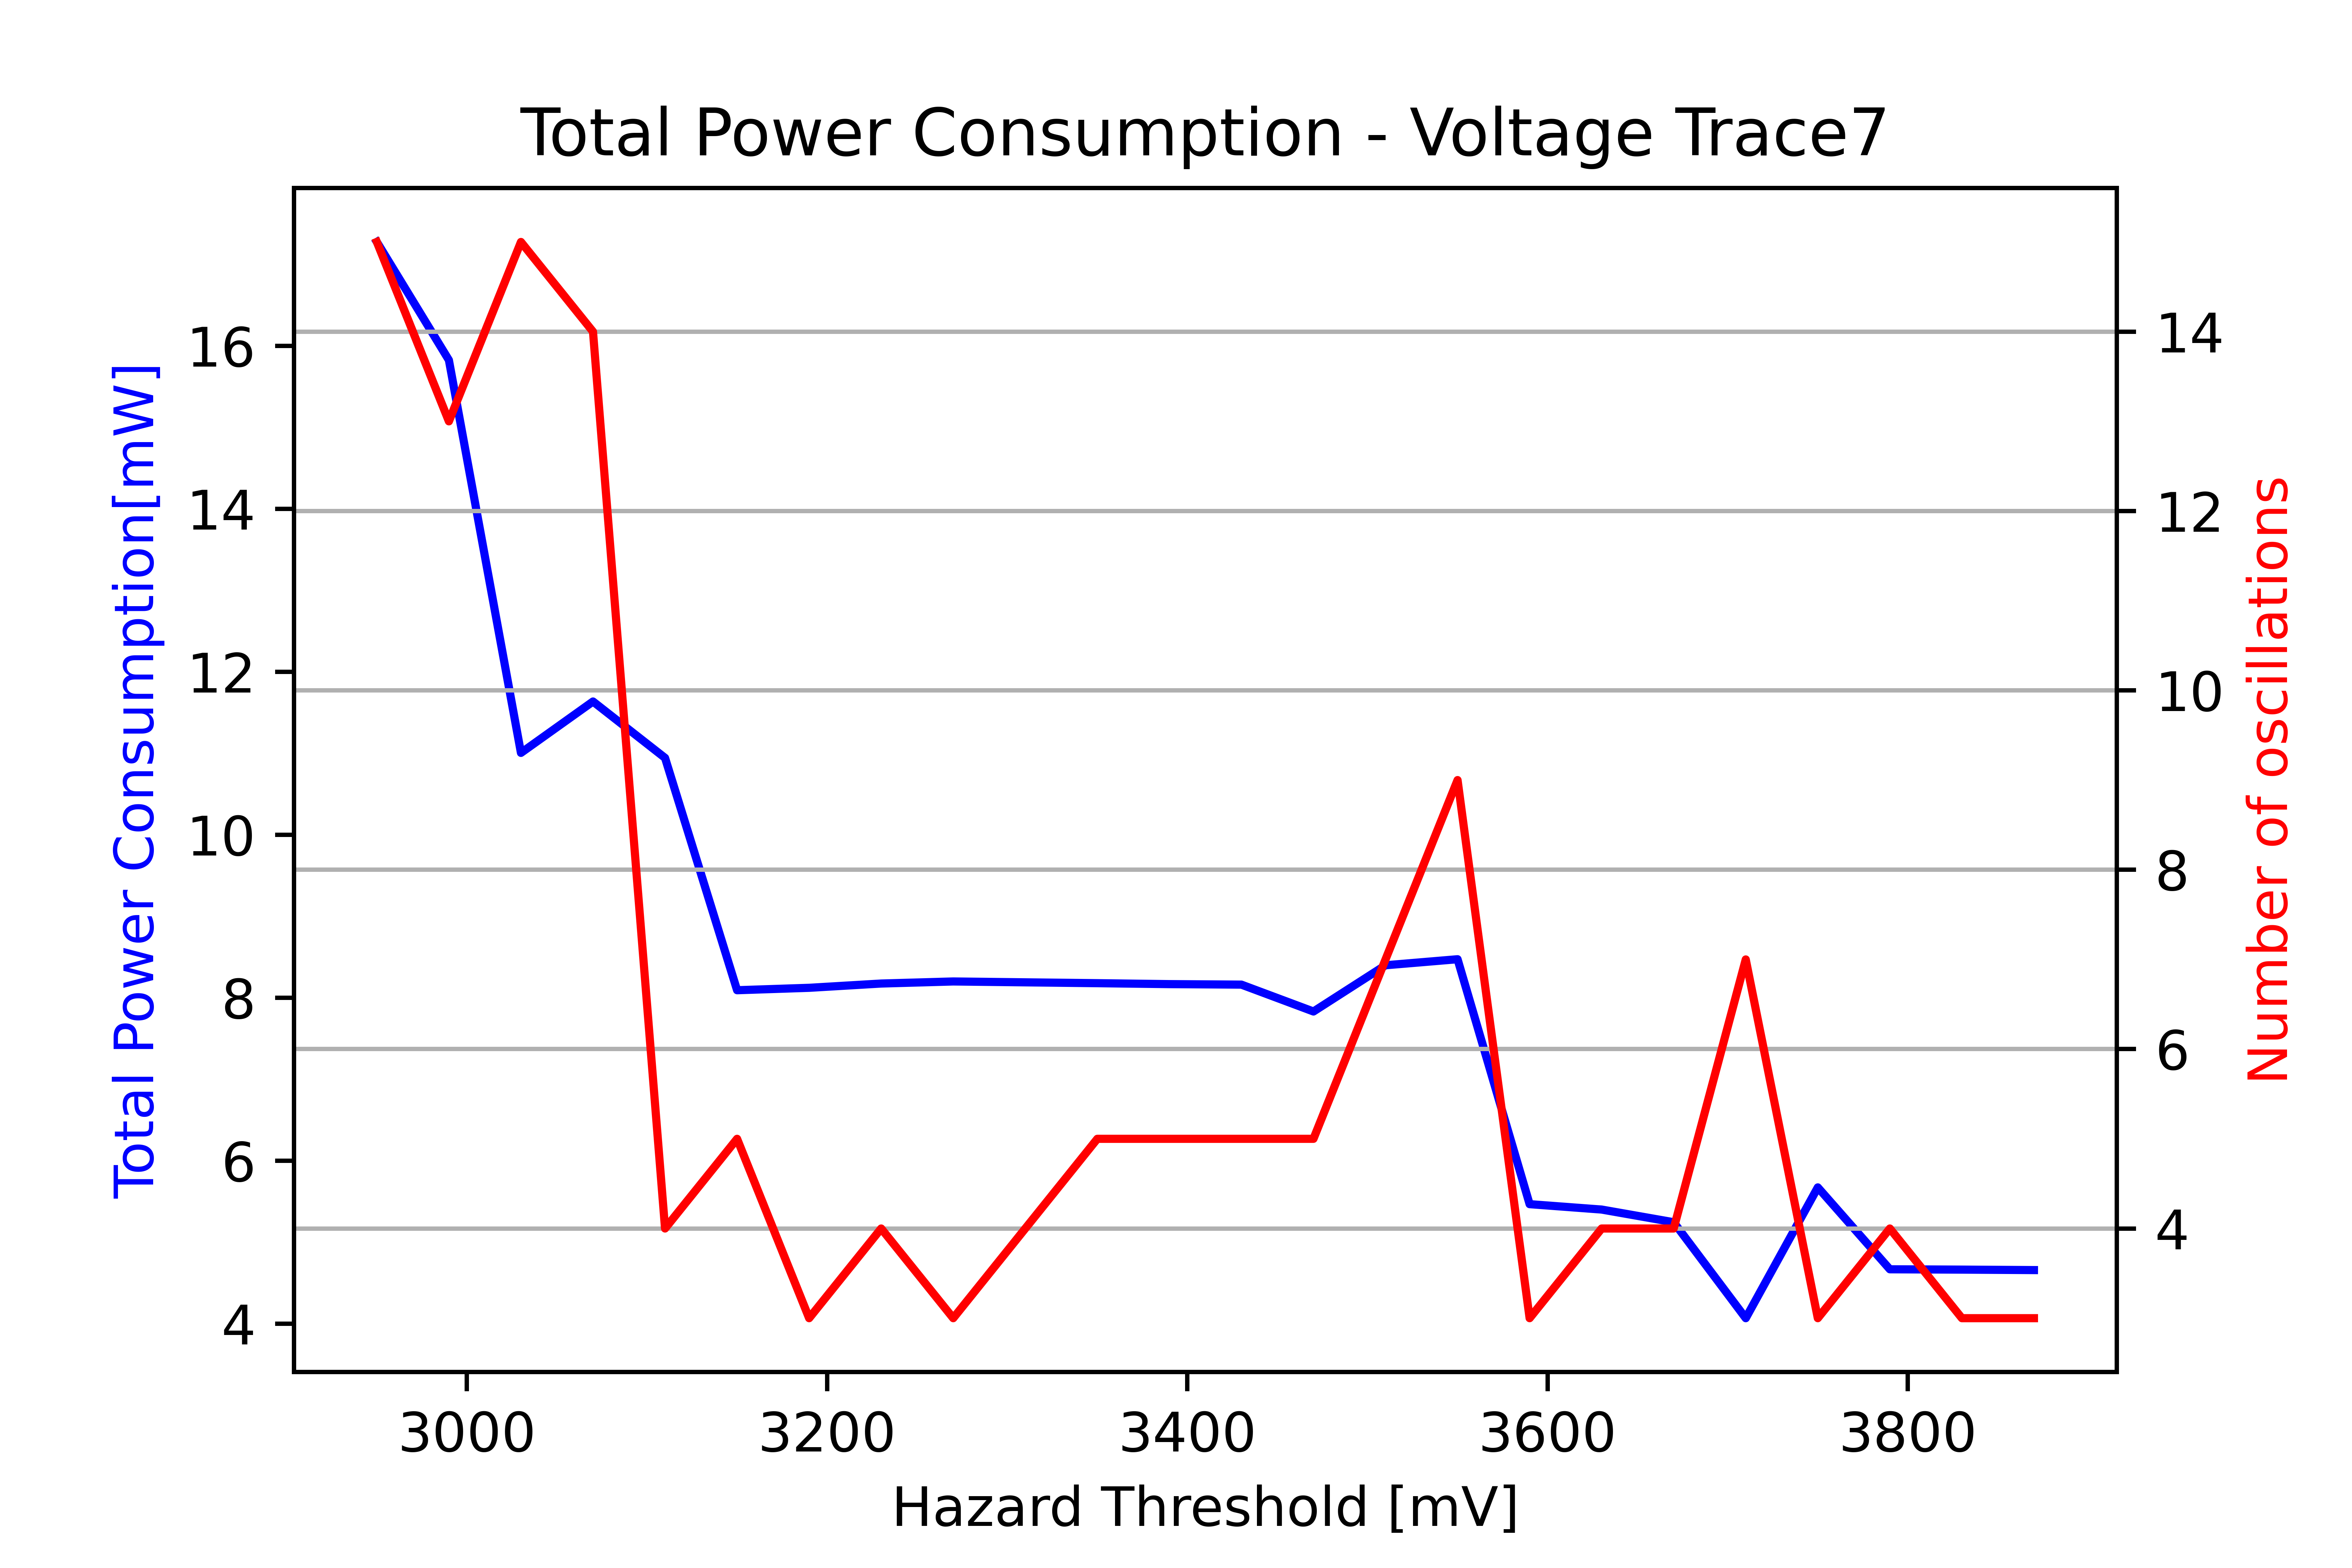 Total Power Consumption - Voltage Trace7
Total Power Consumption[mW]
16
14
12
10
8
6
4
14
12
10
8
6
4
Number of oscillations
3000 3200 3400 3600 3800
Hazard Threshold [mV]